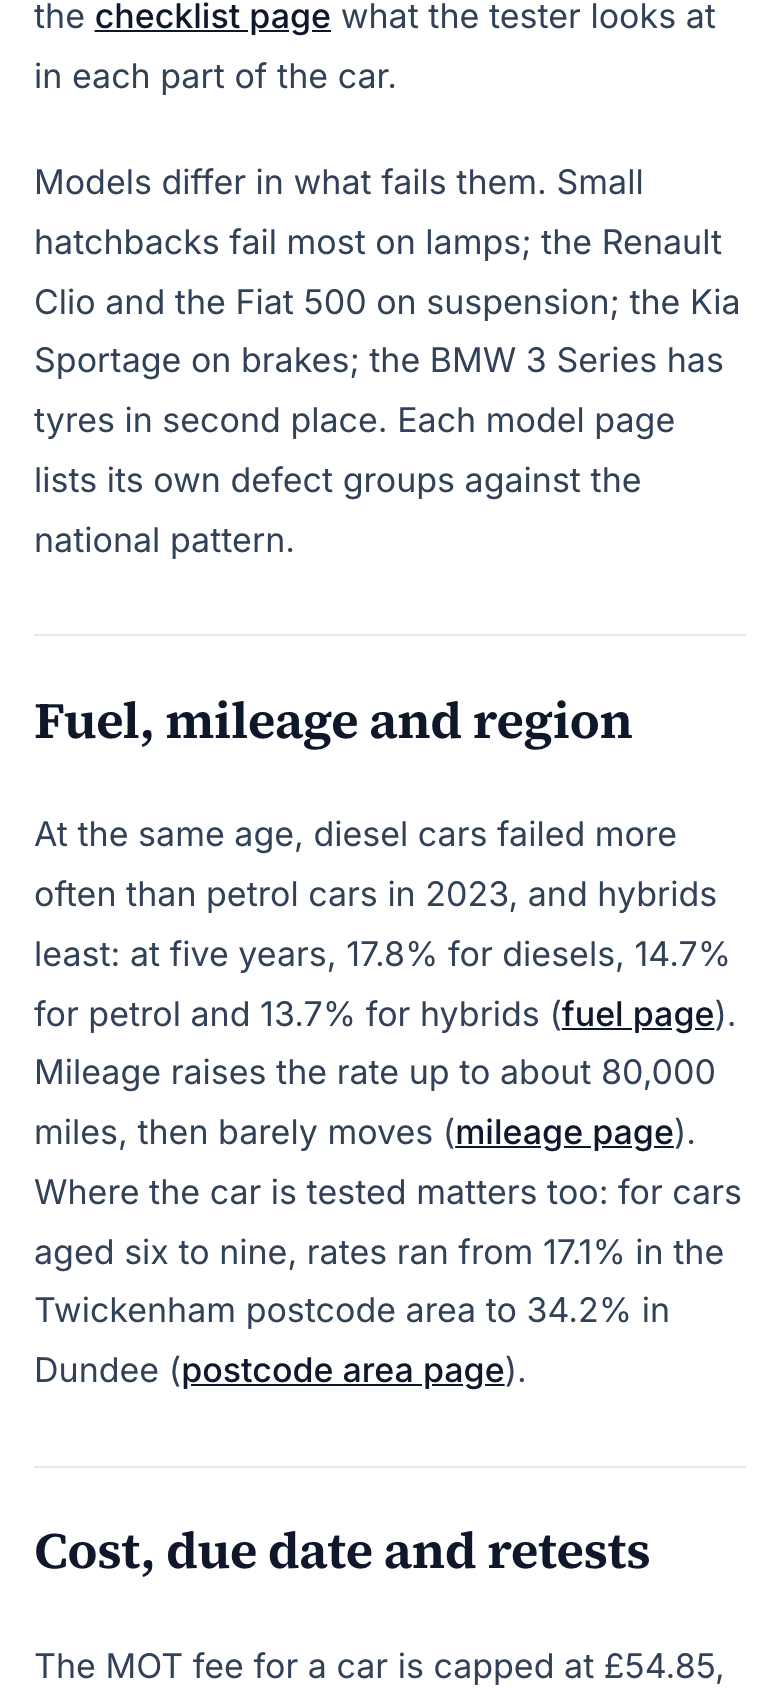 the checklist page what the tester looks at
in each part of the car.
Models differ in what fails them. Small
hatchbacks fail most on lamps; the Renault
Clio and the Fiat 500 on suspension; the Kia
Sportage on brakes; the BMW 3 Series has
tyres in second place. Each model page
lists its own defect groups against the
national pattern.
Fuel, mileage and region
At the same age, diesel cars failed more
often than petrol cars in 2023, and hybrids
least: at five years, 17.8% for diesels, 14.7%
for petrol and 13.7% for hybrids (fuel page).
Mileage raises the rate up to about 80,000
miles, then barely moves (mileage page).
Where the car is tested matters too: for cars
aged six to nine, rates ran from 17.1% in the
Twickenham postcode area to 34.2% in
Dundee (postcode area page).
Cost, due date and retests
The MOT fee for a car is capped at £54.85,